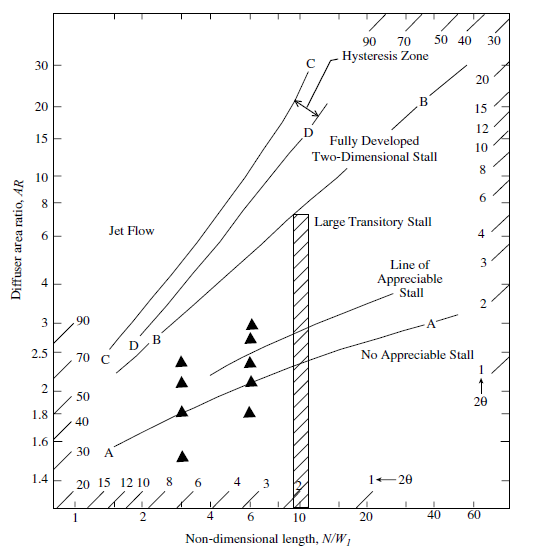 90 70 50 40 30
Hysteresis Zone
C
30
20
B
20
15
D
12
15
Fully Developed
Two-Dimensional Stall
10
10
8
8
6
Large Transitory Stall
Jet Flow
6
4
Line of
Appreciable
Stall
3
4
2
3
90
A
D B
No Appreciable Stall
2.5
70
C
1
2
50
2θ
1.8
40
1.6
30
A
1.4
20 15 12 10 8 6 4 3 2
1 2θ
1 2 4 6 10 20 40 60
Non-dimensional length, N/W1
Diffuser area ratio, AR